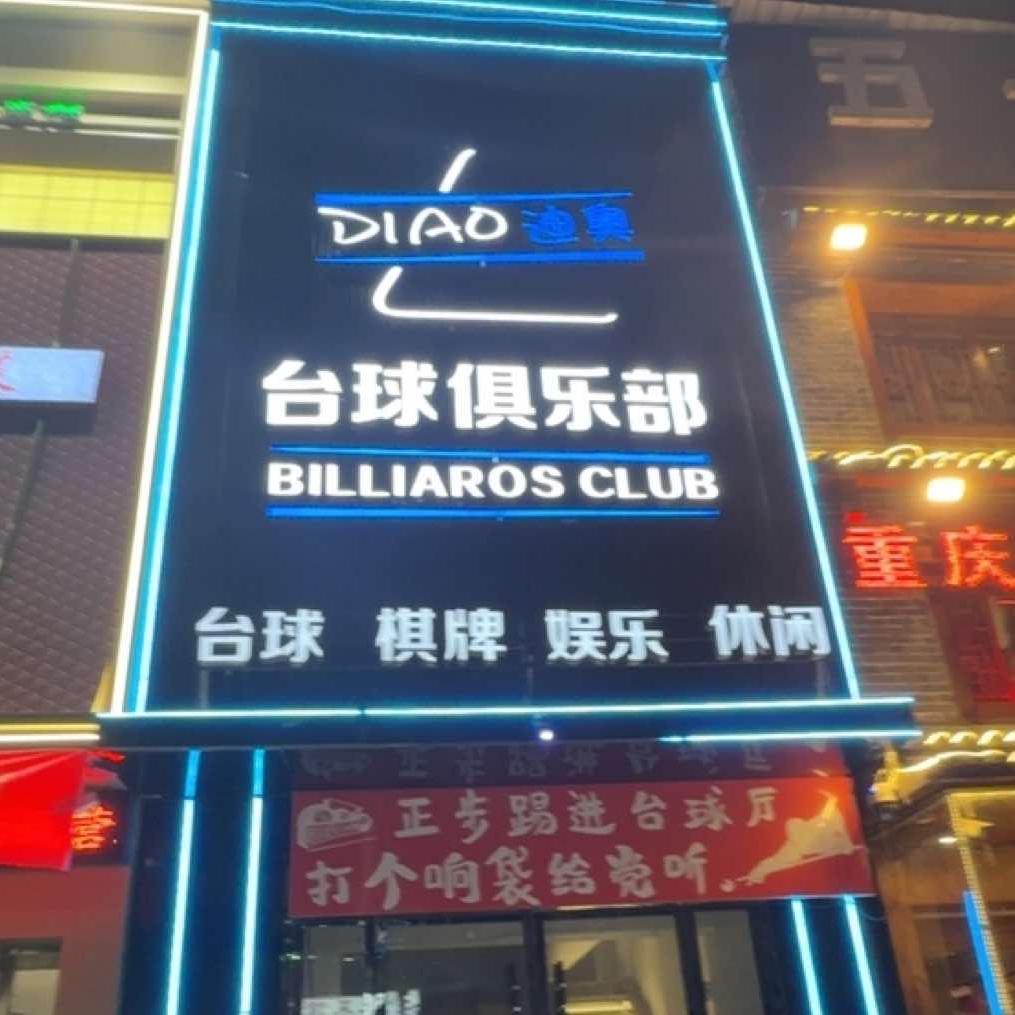 五
DIAO 迪奥
台球俱乐部
BILLIAROS CLUB
重庆
台球 棋牌 娱乐 休闲
正步踢进台球厅
打个响袋给党听